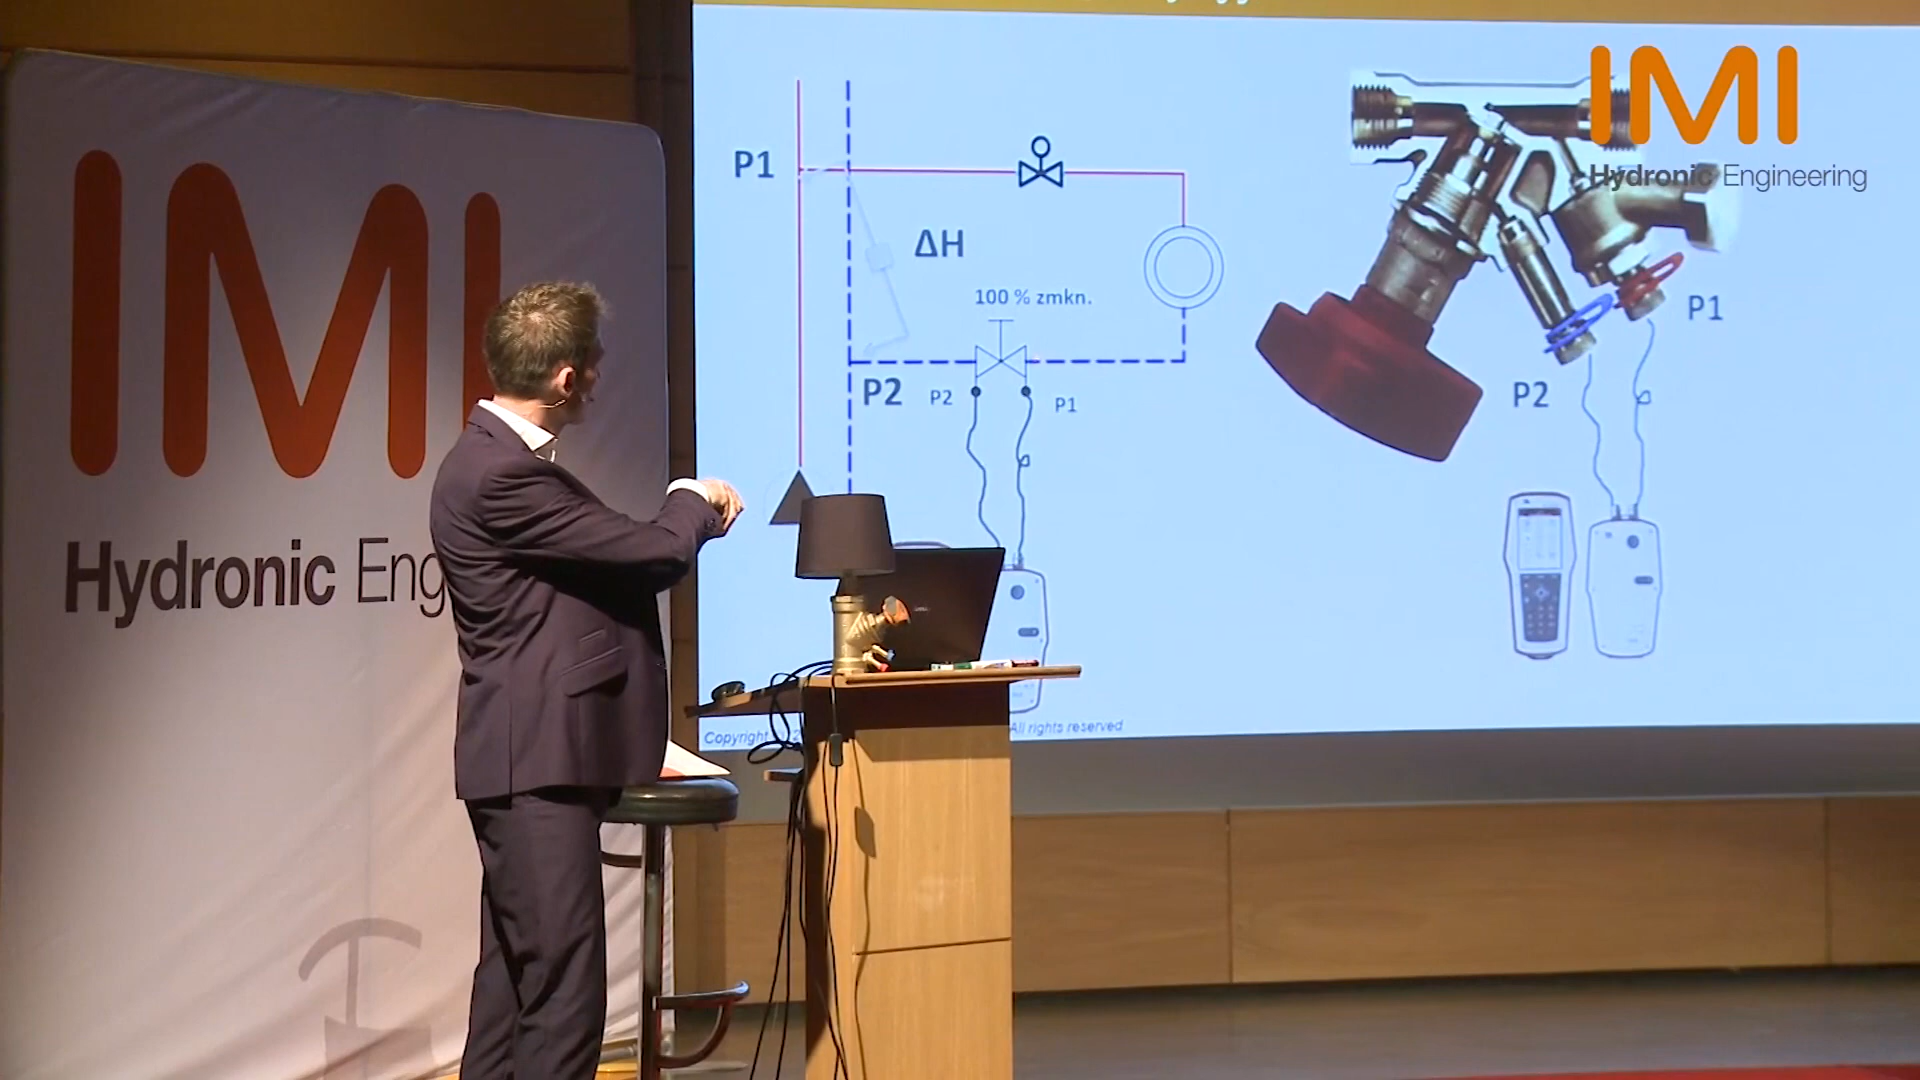 IMI
Hydronic Eng
P1
ΔH
100 % zmkn.
P2
P2
P1
IMI
Hydronic Engineering
P1
P2
Copyright
All rights reserved